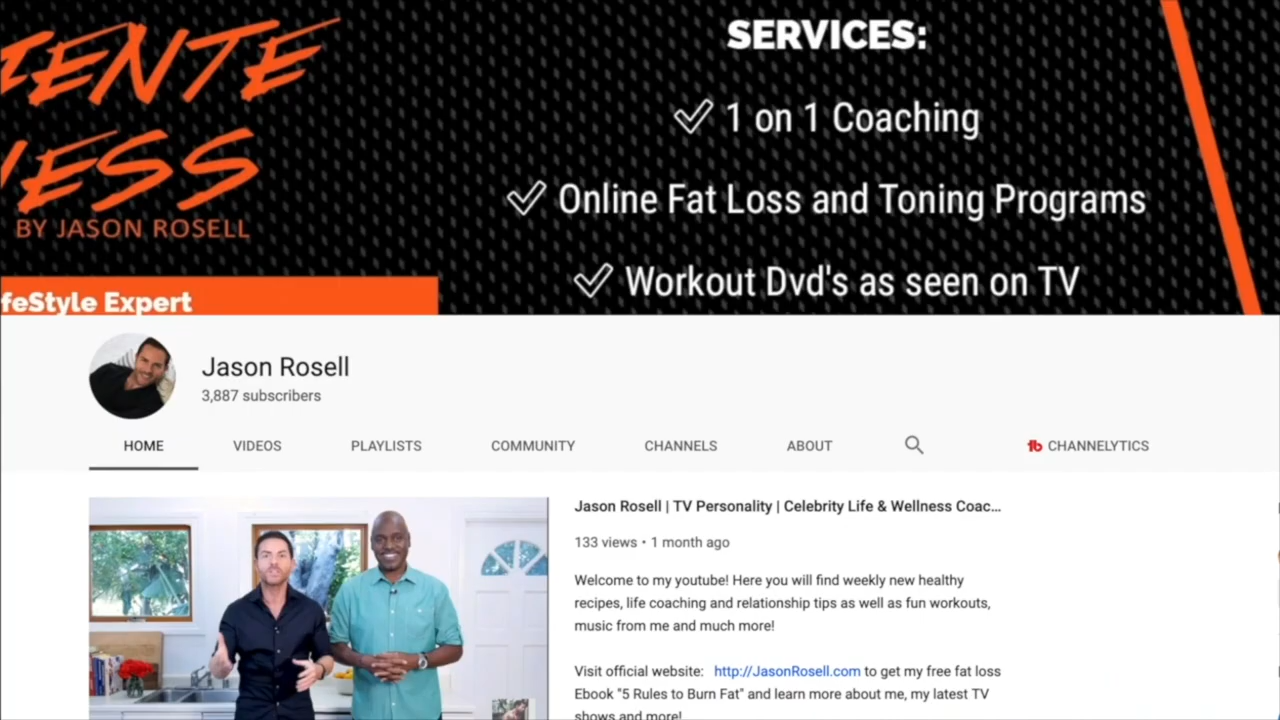 IENTE
NESS
BY JASON ROSELL
feStyle Expert
SERVICES:
1 on 1 Coaching
Online Fat Loss and Toning Programs
Workout Dvd's as seen on TV
Jason Rosell
3,887 subscribers
HOME VIDEOS PLAYLISTS COMMUNITY CHANNELS ABOUT CHANNELYTICS
Jason Rosell | TV Personality | Celebrity Life & Wellness Coac...
133 views • 1 month ago
Welcome to my youtube! Here you will find weekly new healthy
recipes, life coaching and relationship tips as well as fun workouts,
music from me and much more!
Visit official website: http://JasonRosell.com to get my free fat loss
Ebook "5 Rules to Burn Fat" and learn more about me, my latest TV
shows and more!